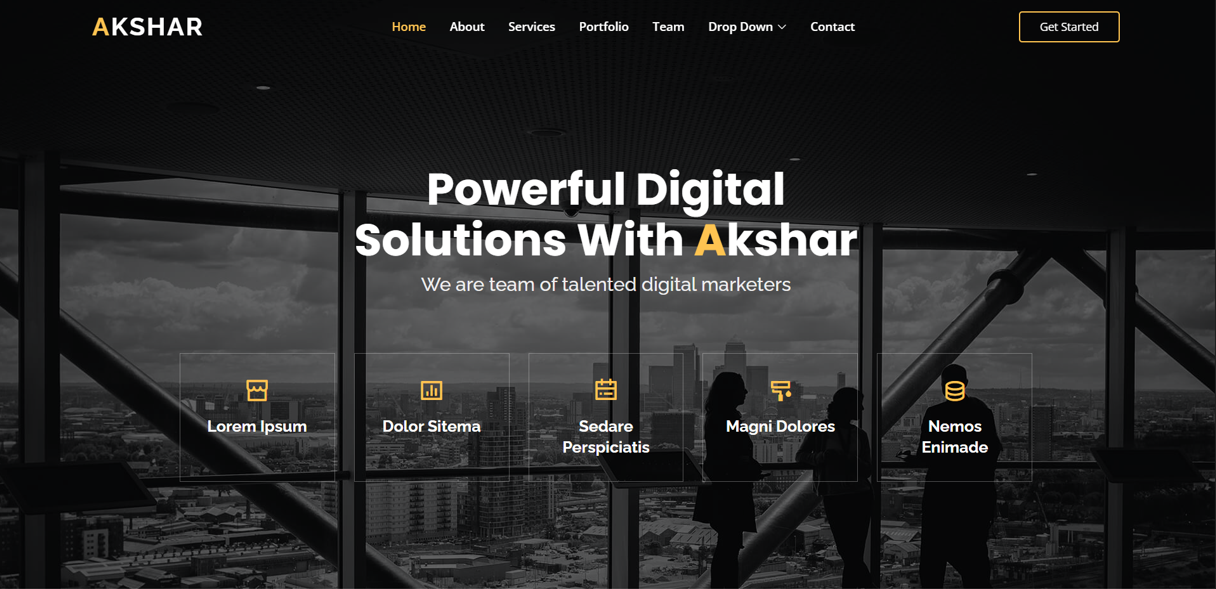 AKSHAR
Home About Services Portfolio Team Drop Down Contact
Get Started
Powerful Digital
Solutions With Akshar
We are team of talented digital marketers
Lorem Ipsum
Dolor Sitema
Sedare
Perspiciatis
Magni Dolores
Nemos
Enimade